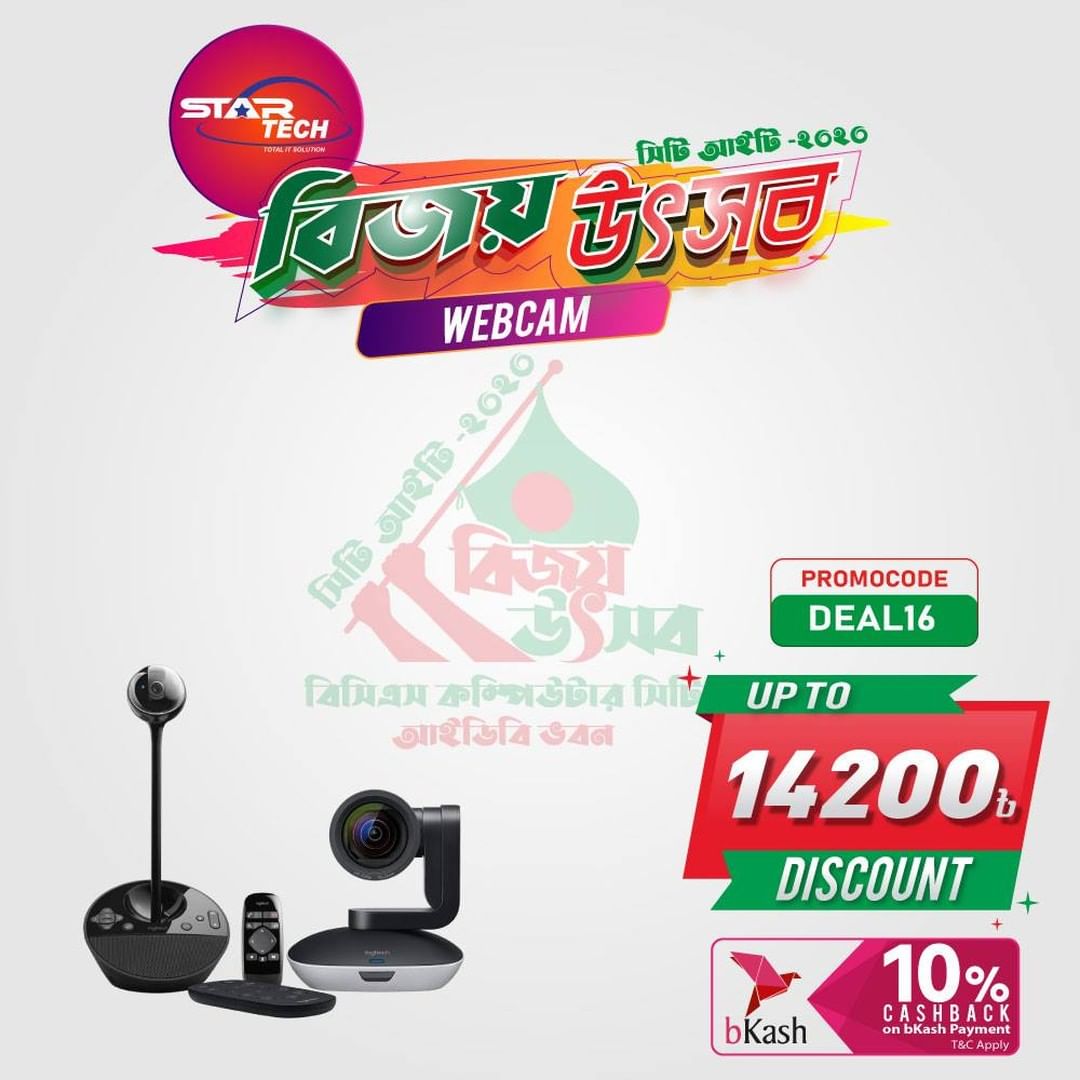 STAR
TECH
TOTAL IT SOLUTION
সিটি আইটি -২০২০
বিজয় উৎসব
WEBCAM
সিটি আইটি -২০২০
বিজয়
উৎসব
বিসিএস কম্পিউটার সিটি
আইডিবি ভবন
PROMOCODE
DEAL16
UP TO
14200৳
DISCOUNT
logitech
bKash
10%
CASHBACK
on bKash Payment
T&C Apply